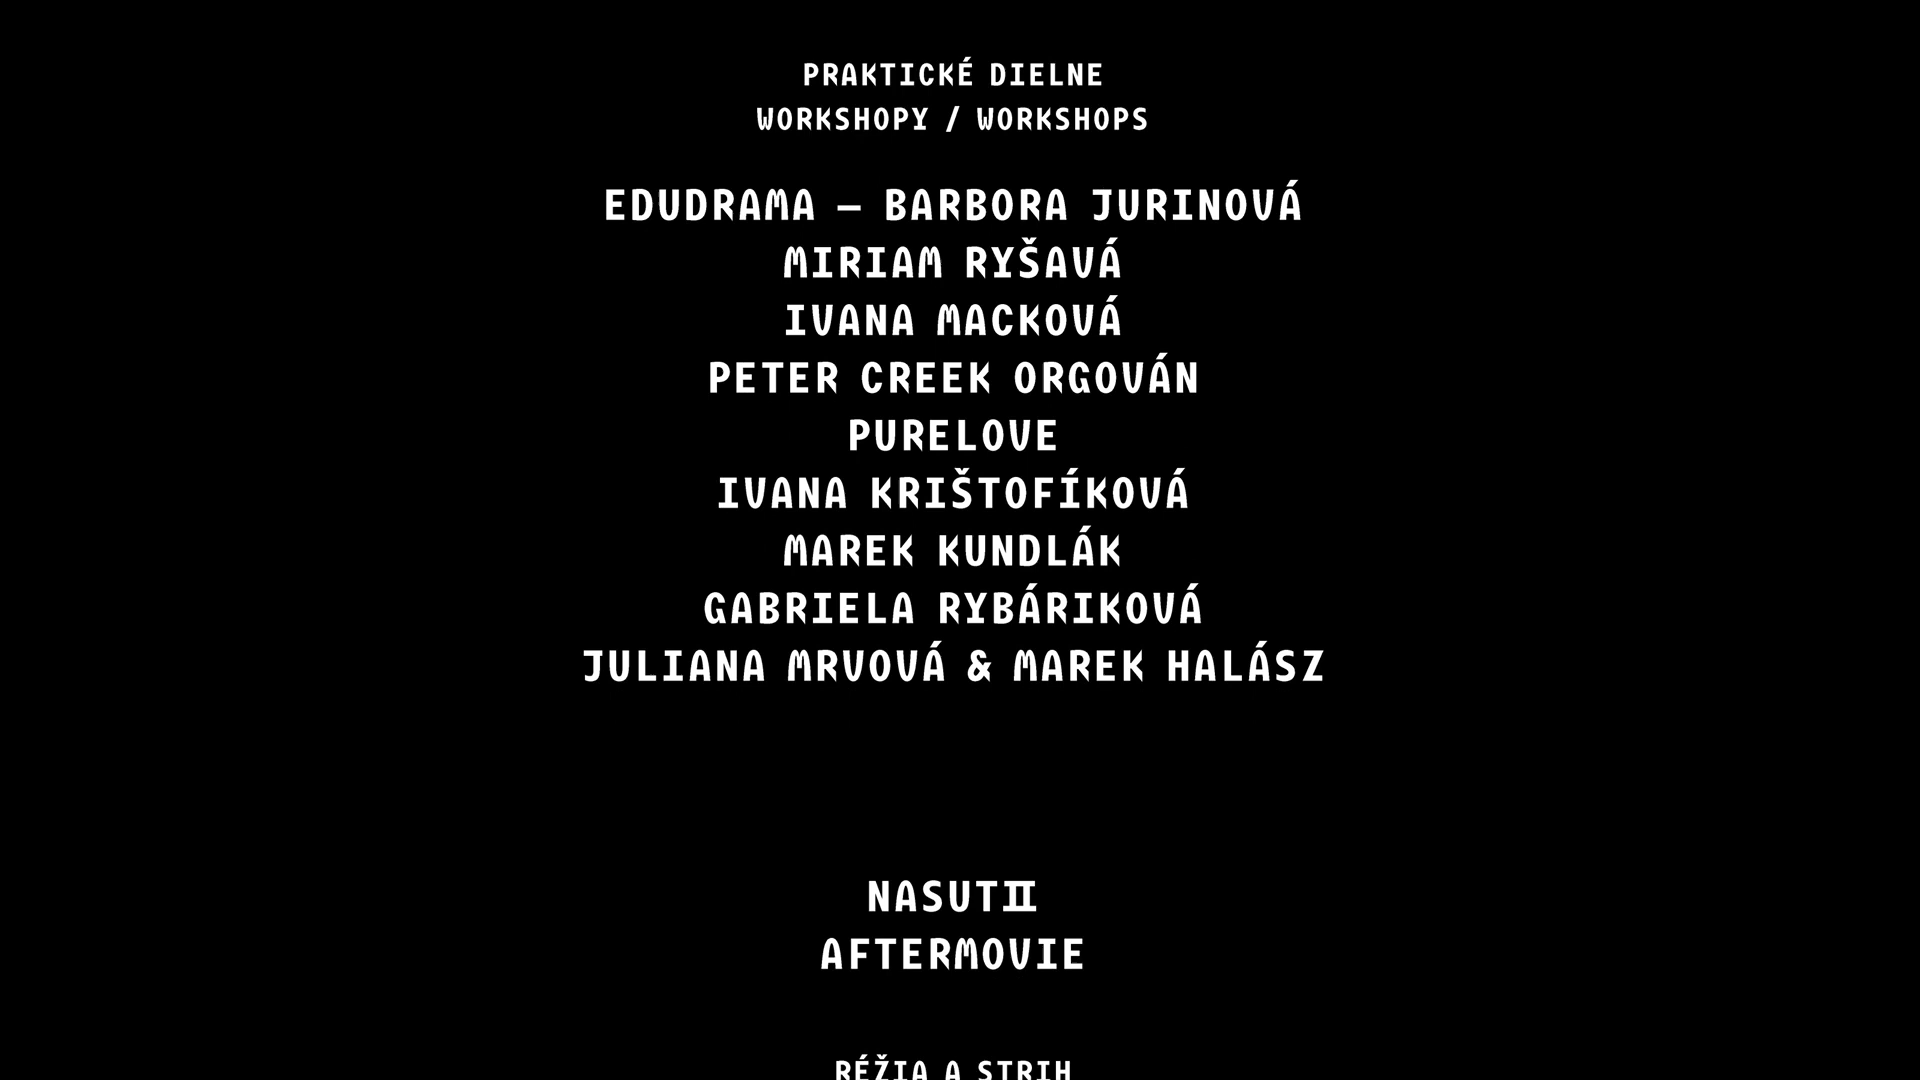 PRAKTICKÉ DIELNE
WORKSHOPY / WORKSHOPS
EDUDRAMA – BARBORA JURINOVÁ
MIRIAM RYŠAVÁ
IVANA MACKOVÁ
PETER CREEK ORGOVÁN
PURELOVE
IVANA KRIŠTOFÍKOVÁ
MAREK KUNDLÁK
GABRIELA RYBÁRIKOVÁ
JULIANA MRVOVÁ & MAREK HALÁSZ
NASUTII
AFTERMOVIE
RÉŽIA A STRIH